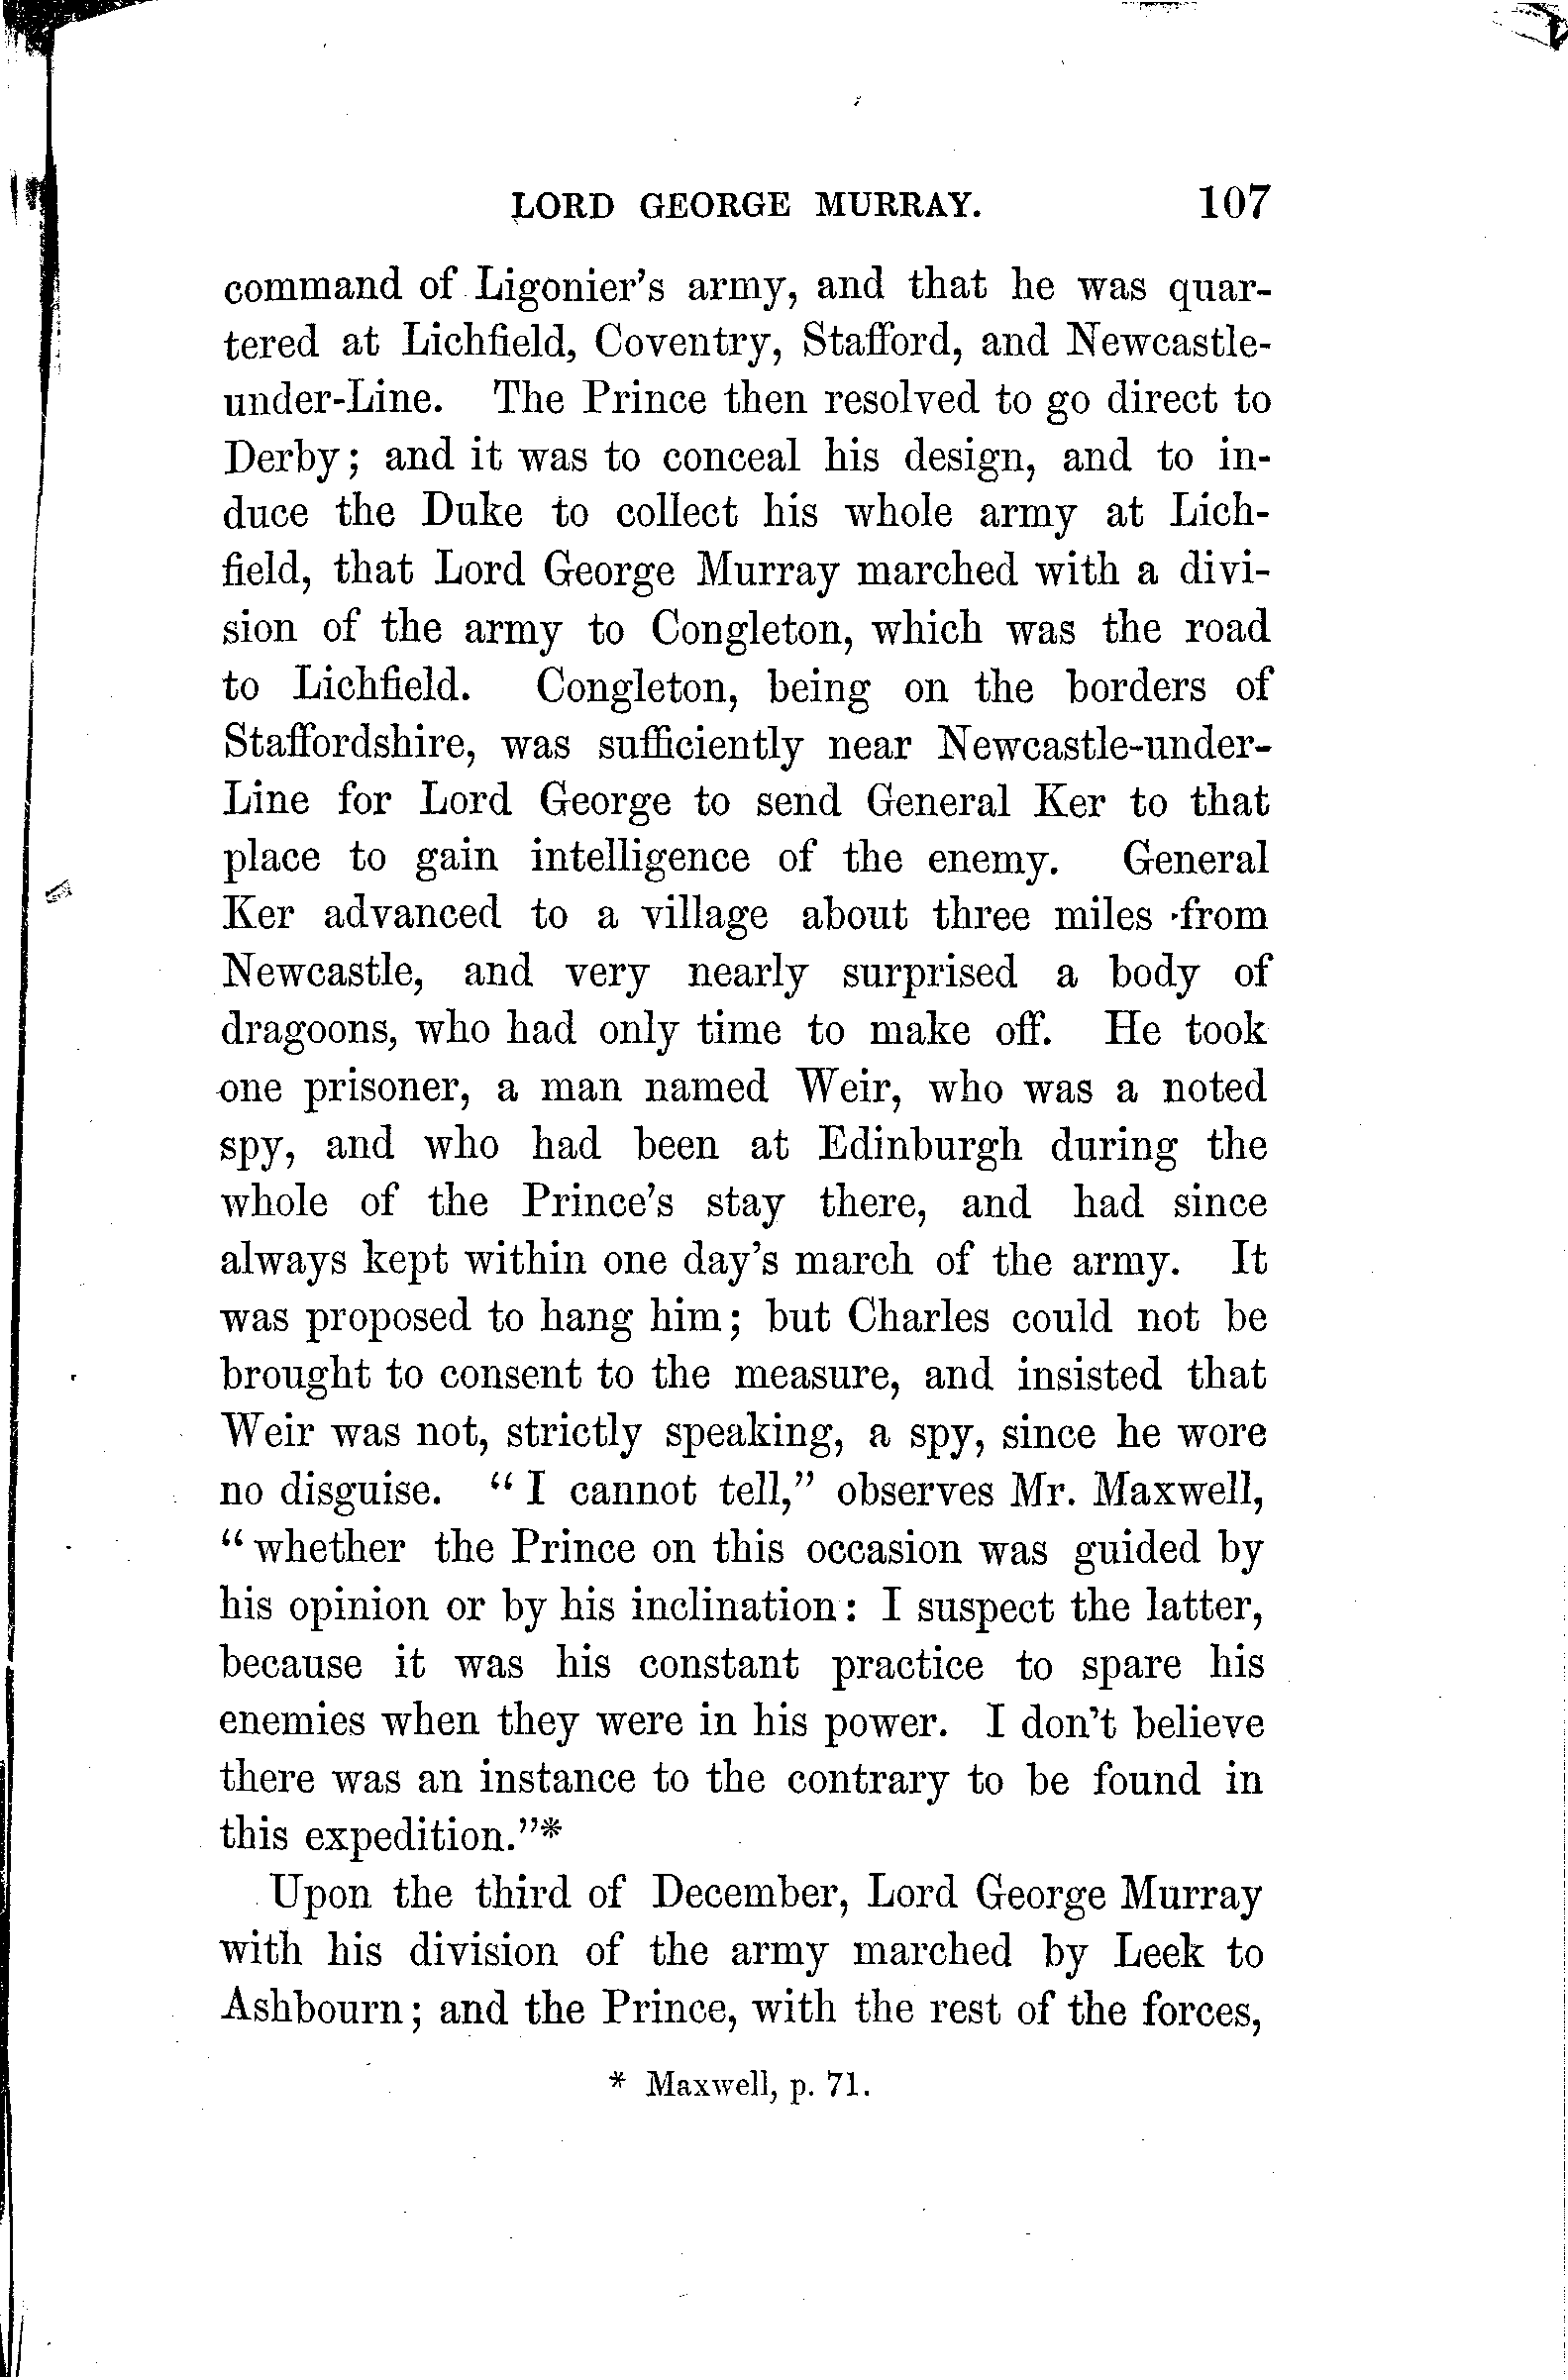 LORD GEORGE MURRAY. 107
command of Ligonier's army, and that he was quar-
tered at Lichfield, Coventry, Stafford, and Newcastle-
under-Line. The Prince then resolved to go direct to
Derby; and it was to conceal his design, and to in-
duce the Duke to collect his whole army at Lich-
field, that Lord George Murray marched with a divi-
sion of the army to Congleton, which was the road
to Lichfield. Congleton, being on the borders of
Staffordshire, was sufficiently near Newcastle-under-
Line for Lord George to send General Ker to that
place to gain intelligence of the enemy. General
Ker advanced to a village about three miles from
Newcastle, and very nearly surprised a body of
dragoons, who had only time to make off. He took
one prisoner, a man named Weir, who was a noted
spy, and who had been at Edinburgh during the
whole of the Prince's stay there, and had since
always kept within one day's march of the army. It
was proposed to hang him; but Charles could not be
brought to consent to the measure, and insisted that
Weir was not, strictly speaking, a spy, since he wore
no disguise. "I cannot tell," observes Mr. Maxwell,
"whether the Prince on this occasion was guided by
his opinion or by his inclination: I suspect the latter,
because it was his constant practice to spare his
enemies when they were in his power. I don't believe
there was an instance to the contrary to be found in
this expedition."*
Upon the third of December, Lord George Murray
with his division of the army marched by Leek to
Ashbourn; and the Prince, with the rest of the forces,
* Maxwell, p. 71.